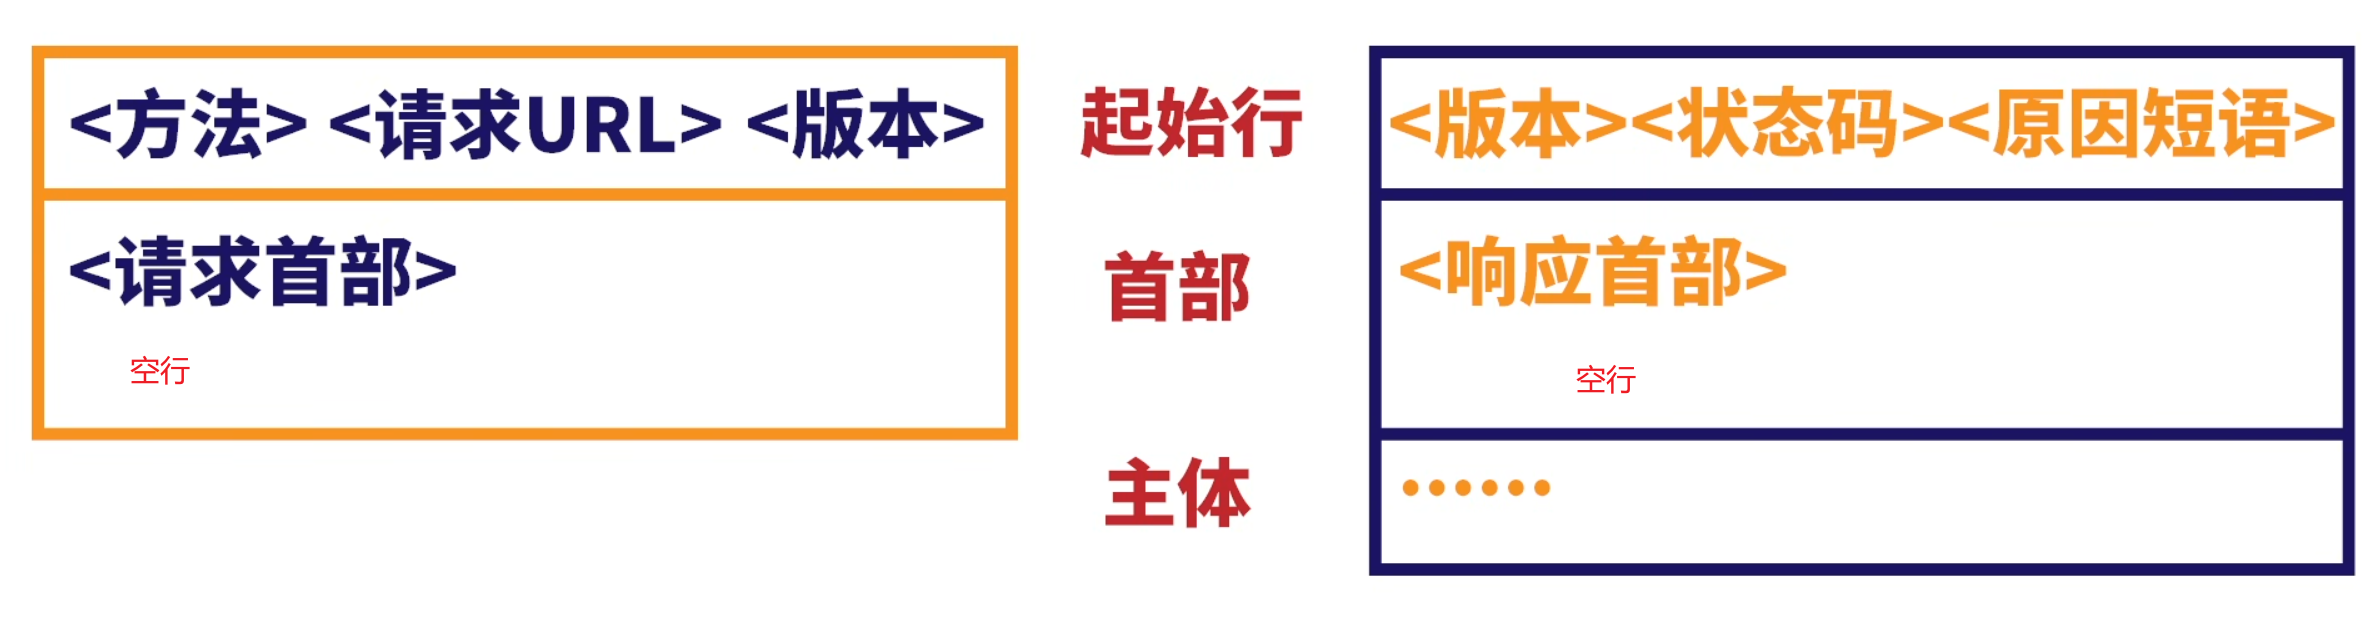 <方法> <请求URL> <版本>
<请求首部>
空行
起始行
首部
主体
<版本><状态码><原因短语>
<响应首部>
空行
••••••